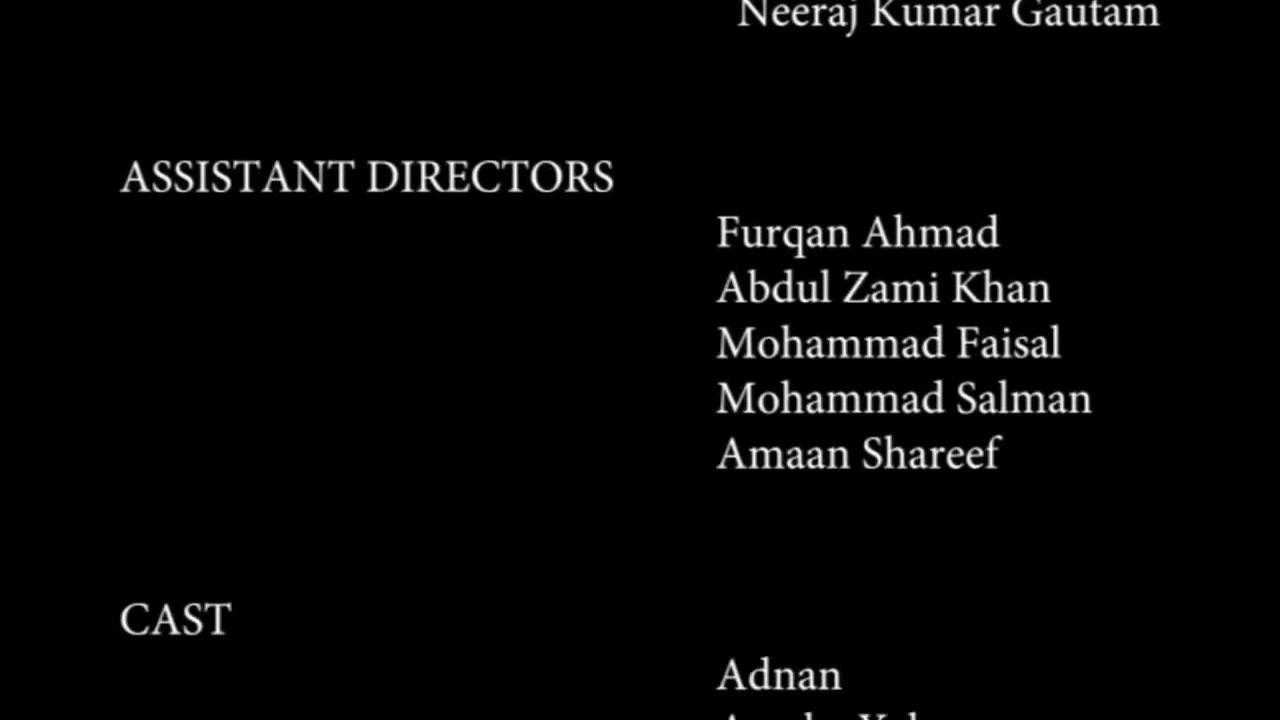 Neeraj Kumar Gautam
ASSISTANT DIRECTORS
Furqan Ahmad
Abdul Zami Khan
Mohammad Faisal
Mohammad Salman
Amaan Shareef
CAST
Adnan